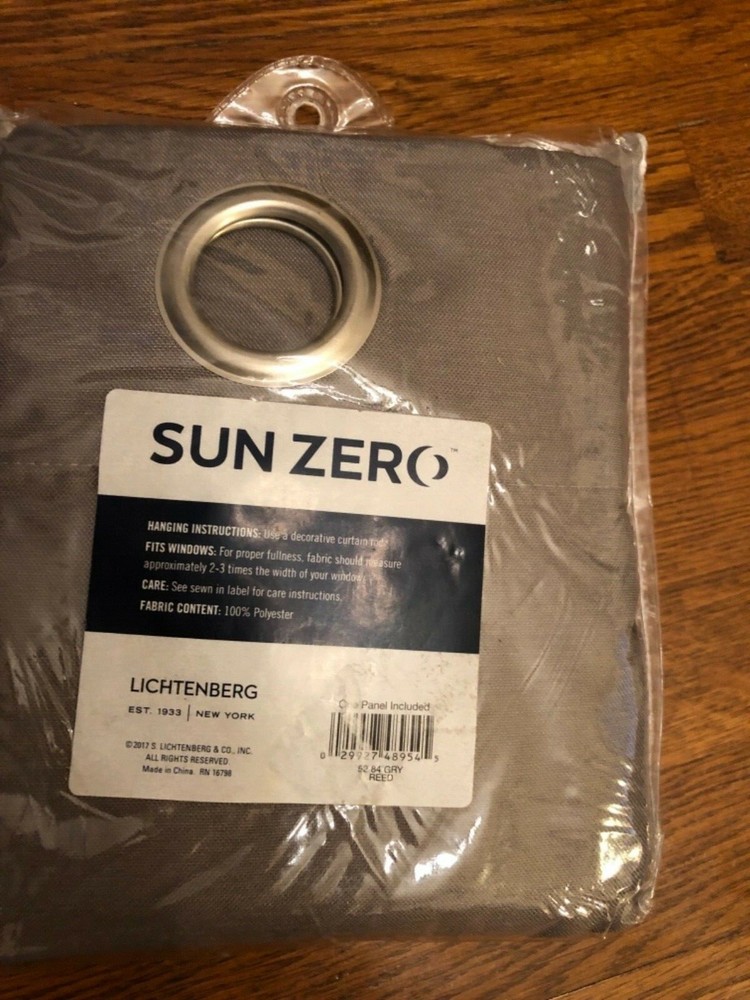 SUN ZERO™
HANGING INSTRUCTIONS: Use a decorative curtain rod.
FITS WINDOWS: For proper fullness, fabric should measure
approximately 2-3 times the width of your window.
CARE: See sewn in label for care instructions.
FABRIC CONTENT: 100% Polyester
LICHTENBERG
EST. 1933 | NEW YORK
©2017 S. LICHTENBERG & CO., INC.
ALL RIGHTS RESERVED
Made in China RN 16798
One Panel Included
0 29927 48954 5
52 84 GRY
REED